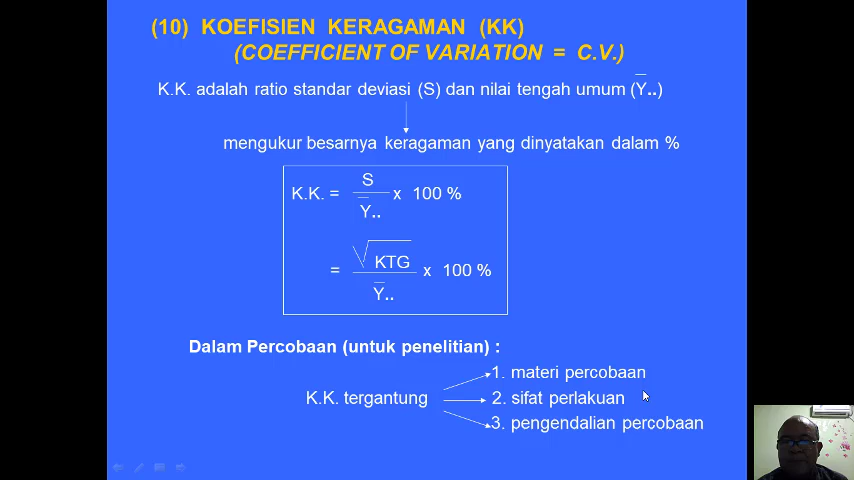 (10) KOEFISIEN KERAGAMAN (KK)
(COEFFICIENT OF VARIATION = C.V.)
K.K. adalah ratio standar deviasi (S) dan nilai tengah umum (Y̅..)
mengukur besarnya keragaman yang dinyatakan dalam %
K.K. = S / Y̅.. x 100 %
= √KTG / Y̅.. x 100 %
Dalam Percobaan (untuk penelitian) :
K.K. tergantung
1. materi percobaan
2. sifat perlakuan
3. pengendalian percobaan